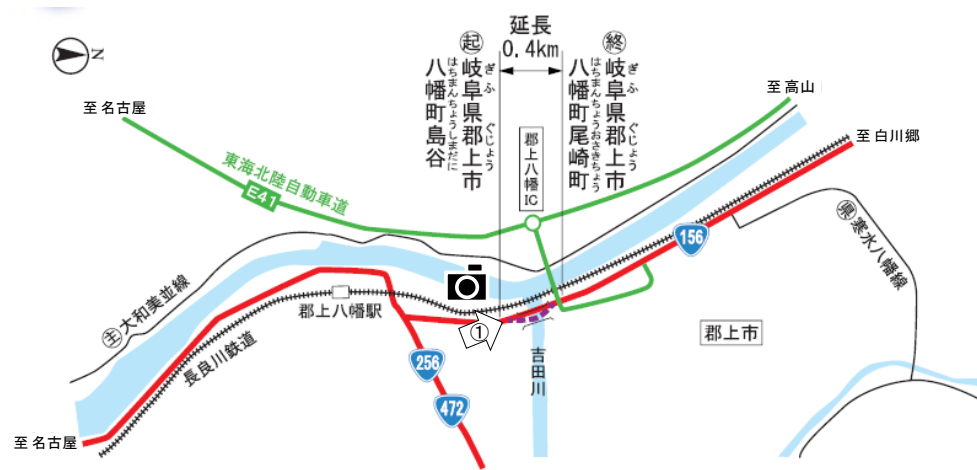 N
延長
0.4km
起
岐阜県郡上市
ぎふ ぐじょう
八幡町島谷
はちまんちょうしまだに
終
岐阜県郡上市
ぎふ ぐじょう
八幡町尾崎町
はちまんちょうおさきちょう
至 名古屋
至 高山
至 白川郷
東海北陸自動車道
E41
郡上八幡IC
156
県 寒水八幡線
主 大和美並線
郡上八幡駅
長良川鉄道
①
吉田川
郡上市
256
472
至 名古屋